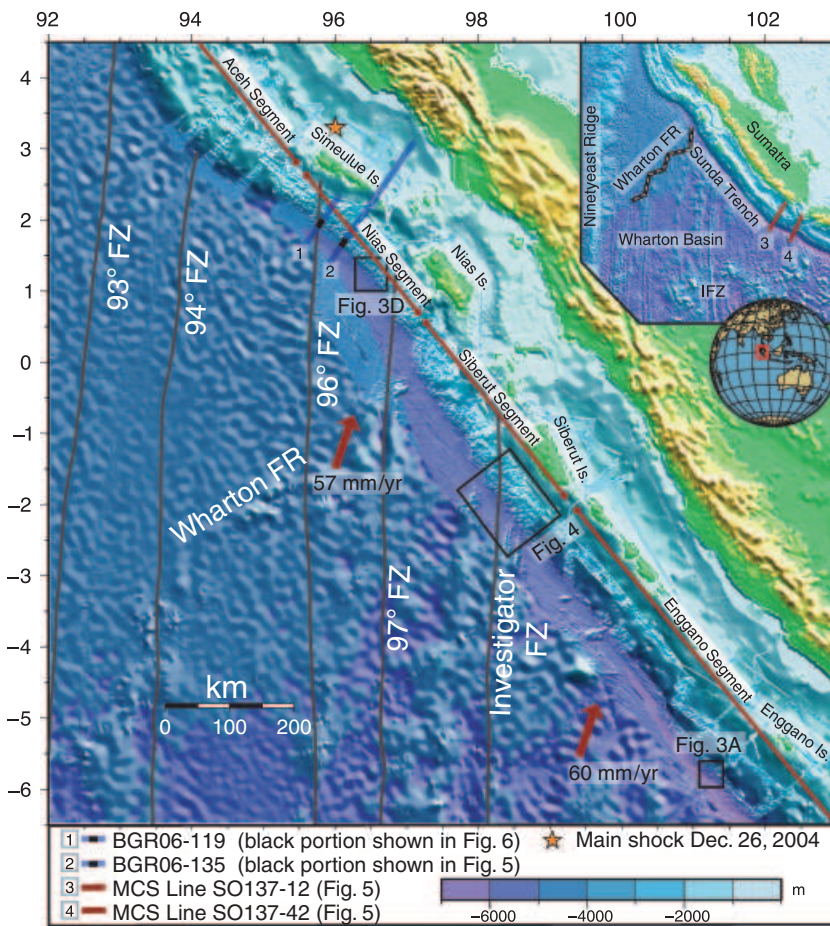 92 94 96 98 100 102
4
3
2
1
0
−1
−2
−3
−4
−5
−6
Aceh Segment
Simeulue Is.
Nias Segment
Nias Is.
Siberut Segment
Siberut Is.
Enggano Segment
Enggano Is.
1
2
Fig. 3D
93° FZ
94° FZ
96° FZ
97° FZ
Investigator
FZ
Wharton FR
57 mm/yr
60 mm/yr
Fig. 4
Fig. 3A
km
0 100 200
Ninetyeast Ridge
Wharton FR
Sunda Trench
Sumatra
Wharton Basin
3
4
IFZ
1 BGR06-119 (black portion shown in Fig. 6)
Main shock Dec. 26, 2004
2 BGR06-135 (black portion shown in Fig. 5)
3 MCS Line SO137-12 (Fig. 5)
4 MCS Line SO137-42 (Fig. 5)
m
−6000 −4000 −2000